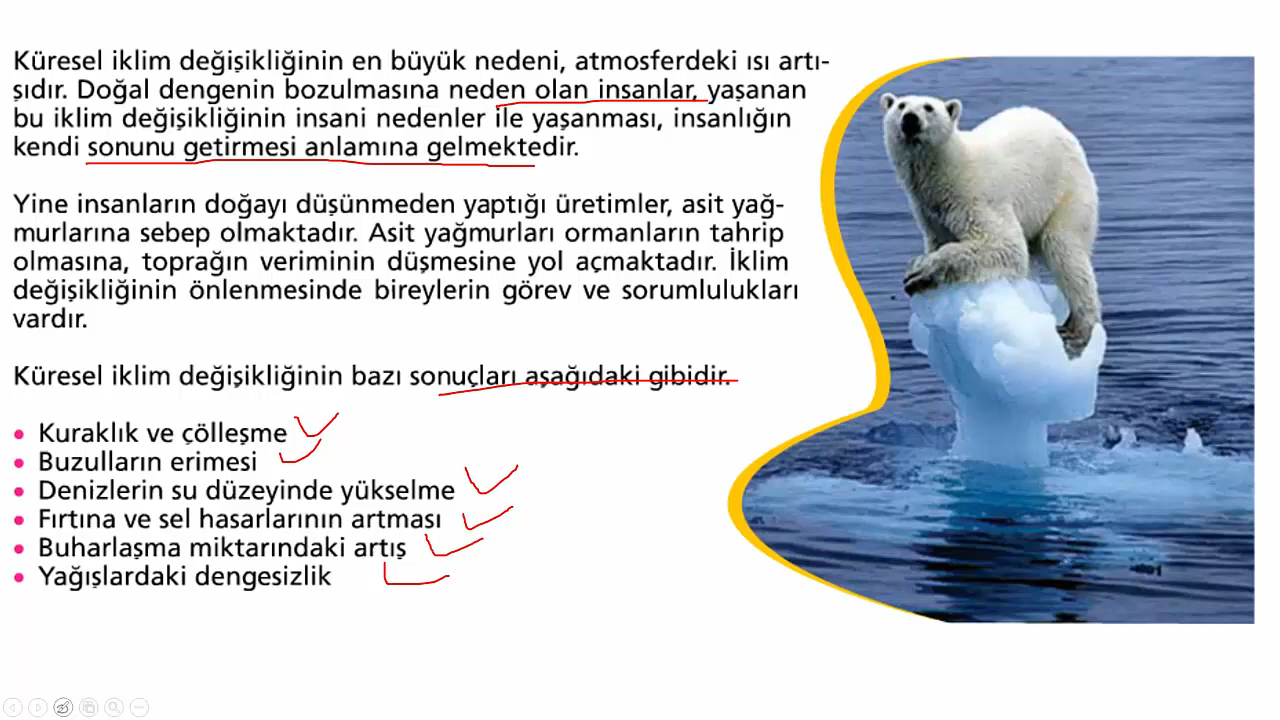 Küresel iklim değişikliğinin en büyük nedeni, atmosferdeki ısı artı-
şıdır. Doğal dengenin bozulmasına neden olan insanlar, yaşanan
bu iklim değişikliğinin insani nedenler ile yaşanması, insanlığın
kendi sonunu getirmesi anlamına gelmektedir.
Yine insanların doğayı düşünmeden yaptığı üretimler, asit yağ-
murlarına sebep olmaktadır. Asit yağmurları ormanların tahrip
olmasına, toprağın veriminin düşmesine yol açmaktadır. İklim
değişikliğinin önlenmesinde bireylerin görev ve sorumlulukları
vardır.
Küresel iklim değişikliğinin bazı sonuçları aşağıdaki gibidir.
• Kuraklık ve çölleşme
• Buzulların erimesi
• Denizlerin su düzeyinde yükselme
• Fırtına ve sel hasarlarının artması
• Buharlaşma miktarındaki artış
• Yağışlardaki dengesizlik